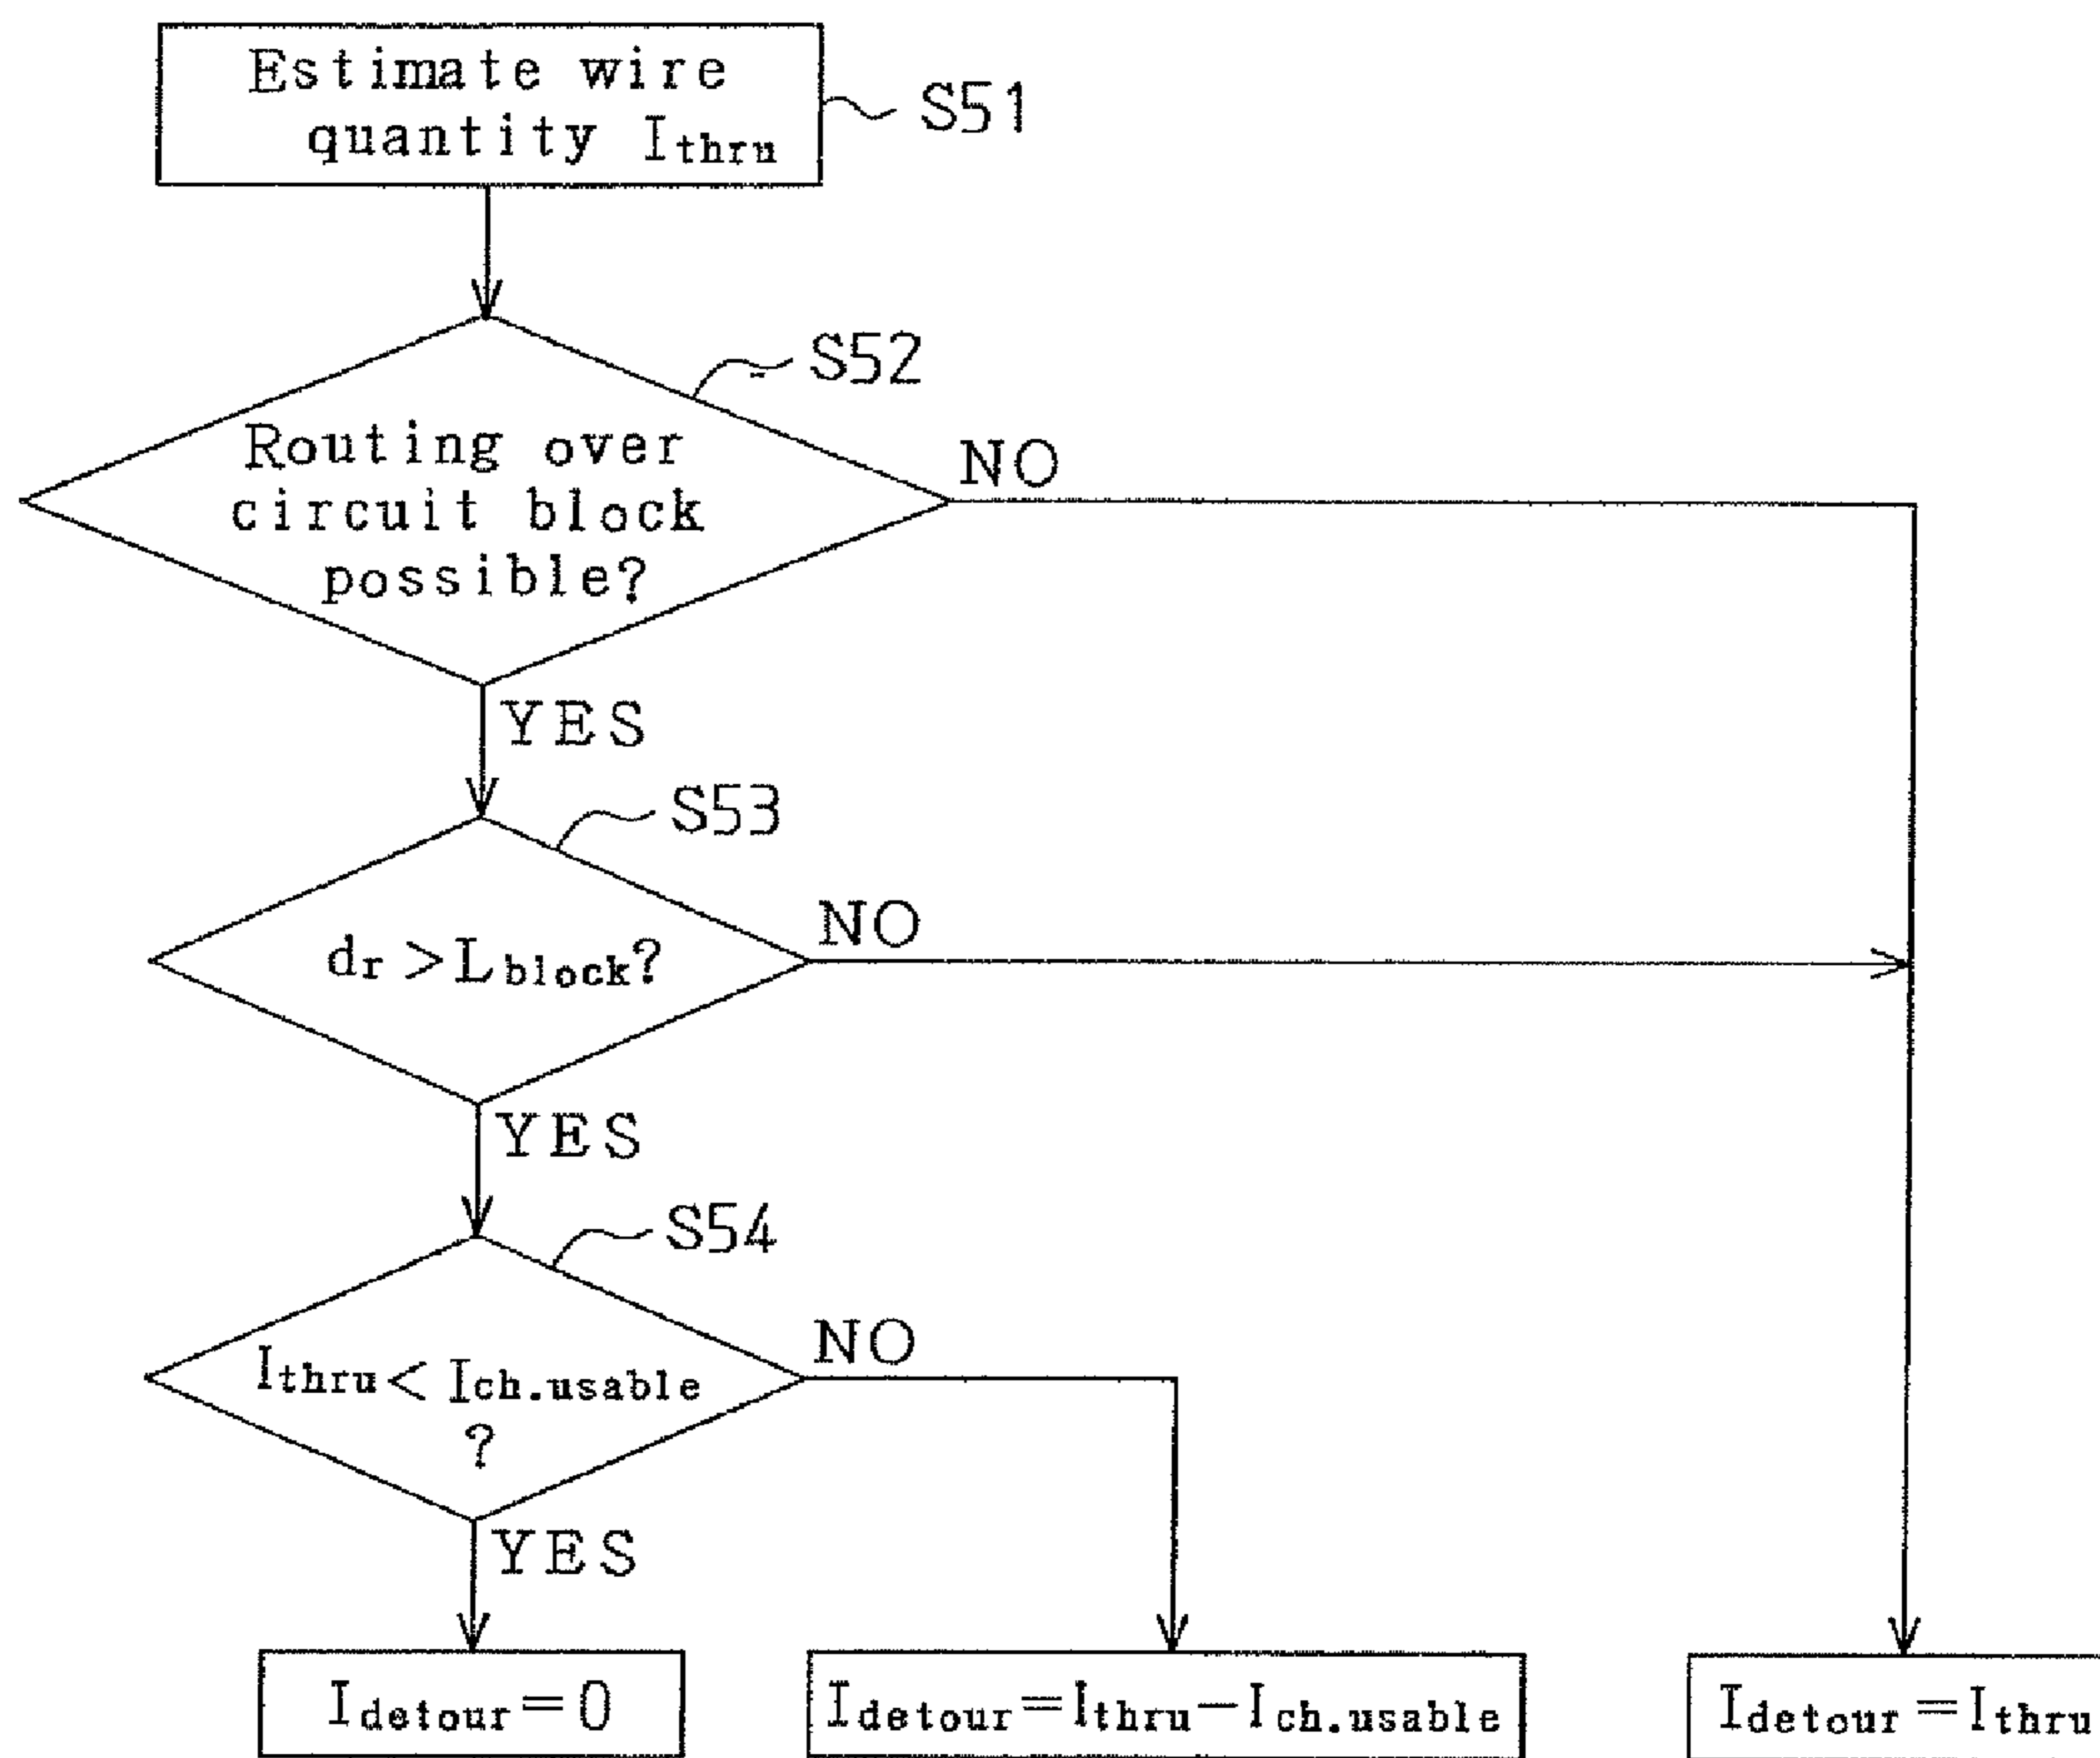 Estimate wire
quantity Ithru
S51
S52
Routing over
circuit block
possible?
NO
YES
S53
dr > Lblock?
NO
YES
S54
Ithru < Ich.usable
?
NO
YES
Idetour = 0
Idetour = Ithru − Ich.usable
Idetour = Ithru